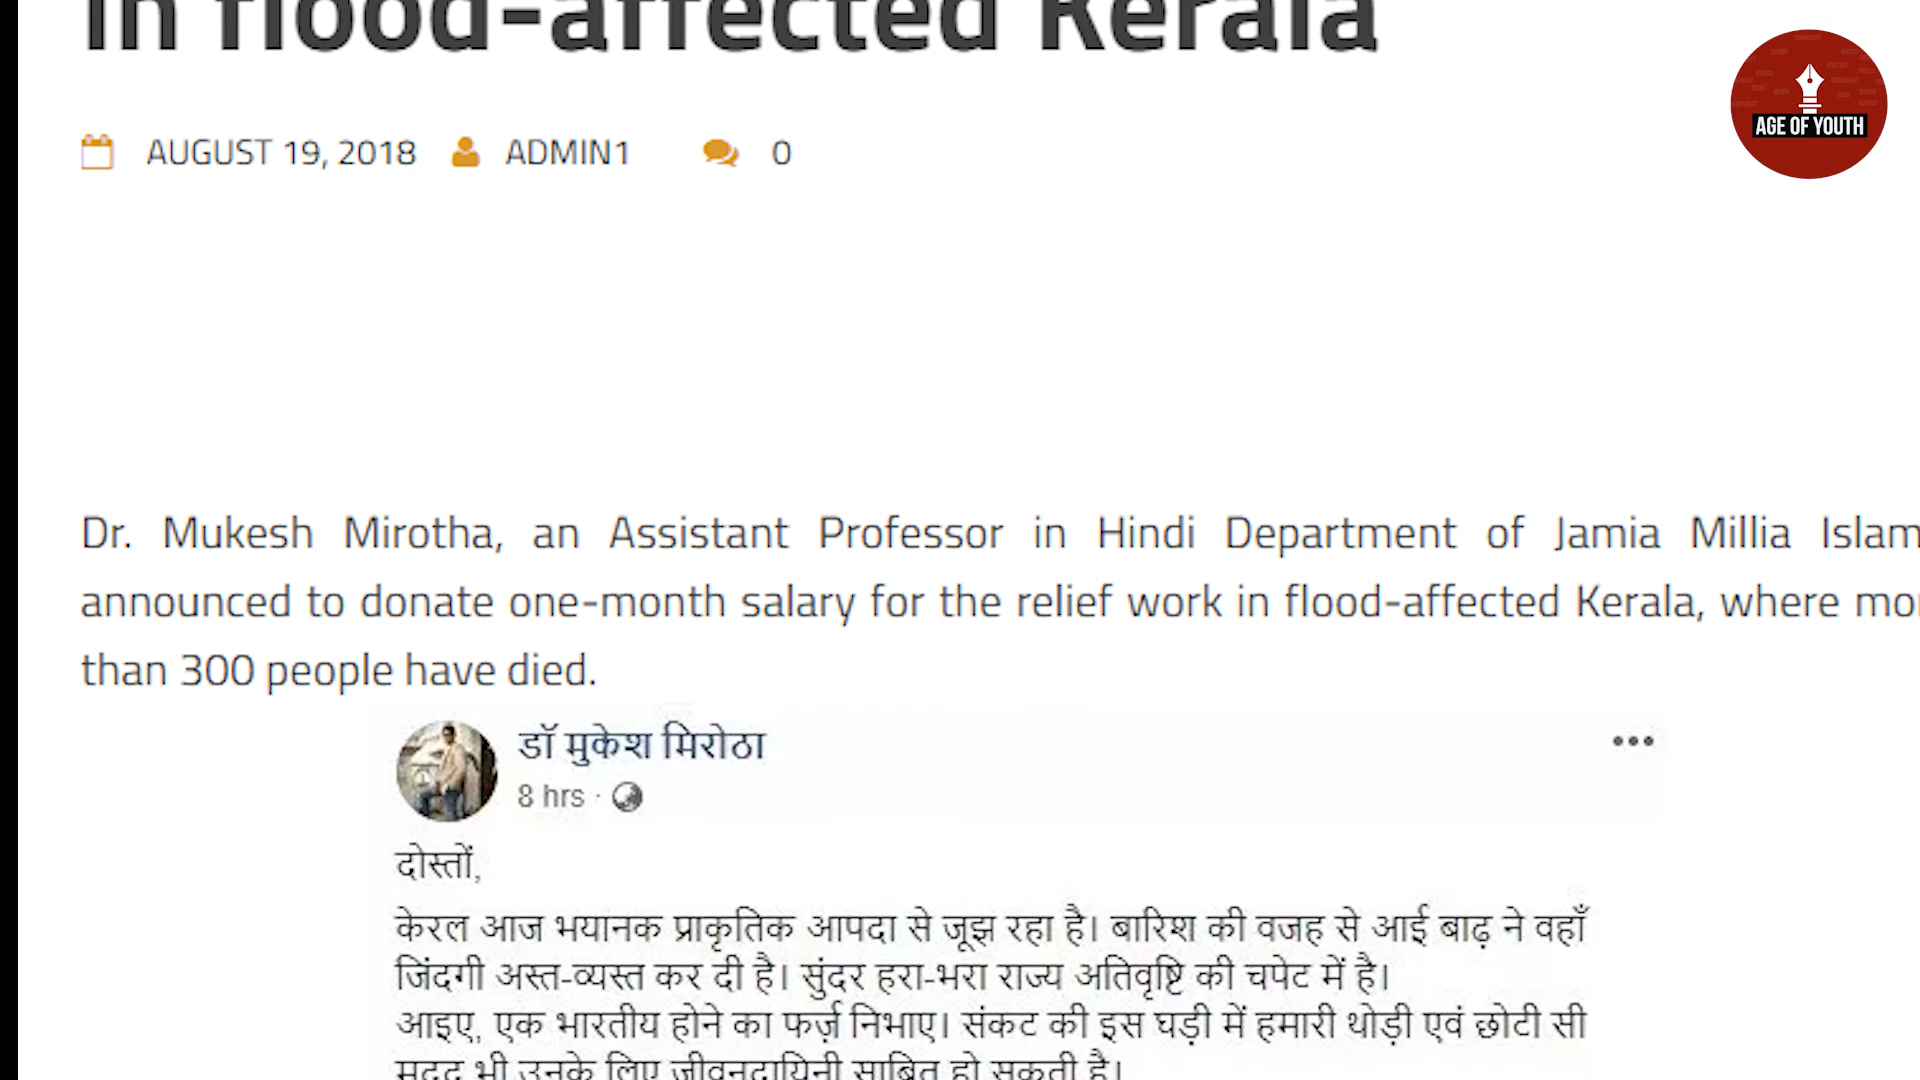 in flood-affected Kerala
AGE OF YOUTH
AUGUST 19, 2018 ADMIN1 0
Dr. Mukesh Mirotha, an Assistant Professor in Hindi Department of Jamia Millia Islam
announced to donate one-month salary for the relief work in flood-affected Kerala, where mo
than 300 people have died.
डॉ मुकेश मिरोठा
8 hrs ·
दोस्तों,
केरल आज भयानक प्राकृतिक आपदा से जूझ रहा है। बारिश की वजह से आई बाढ़ ने वहाँ
जिंदगी अस्त-व्यस्त कर दी है। सुंदर हरा-भरा राज्य अतिवृष्टि की चपेट में है।
आइए, एक भारतीय होने का फर्ज़ निभाए। संकट की इस घड़ी में हमारी थोड़ी एवं छोटी सी
मदद भी उनके लिए जीवनदायिनी साबित हो सकती है।